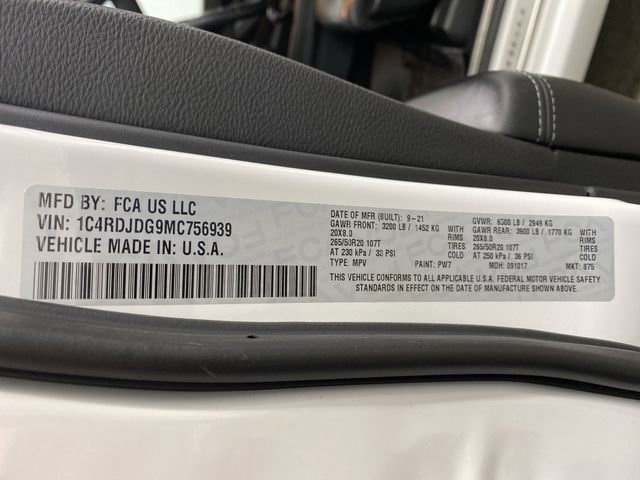 MFD BY: FCA US LLC
VIN: 1C4RDJDG9MC756939
VEHICLE MADE IN: U.S.A.
DATE OF MFR (BUILT): 9-21 GVWR: 6300 LB / 2949 KG
GAWR FRONT: 3200 LB / 1452 KG WITH GAWR REAR: 3900 LB / 1770 KG WITH
20X8.0 RIMS 20X8.0 RIMS
265/50R20 107T TIRES 265/50R20 107T TIRES
AT 230 kPa / 33 PSI COLD AT 250 kPa / 36 PSI COLD
TYPE: MPV PAINT: PW7 MDH: 091017 MKT: 875
THIS VEHICLE CONFORMS TO ALL APPLICABLE U.S.A. FEDERAL MOTOR VEHICLE SAFETY
STANDARDS IN EFFECT ON THE DATE OF MANUFACTURE SHOWN ABOVE.